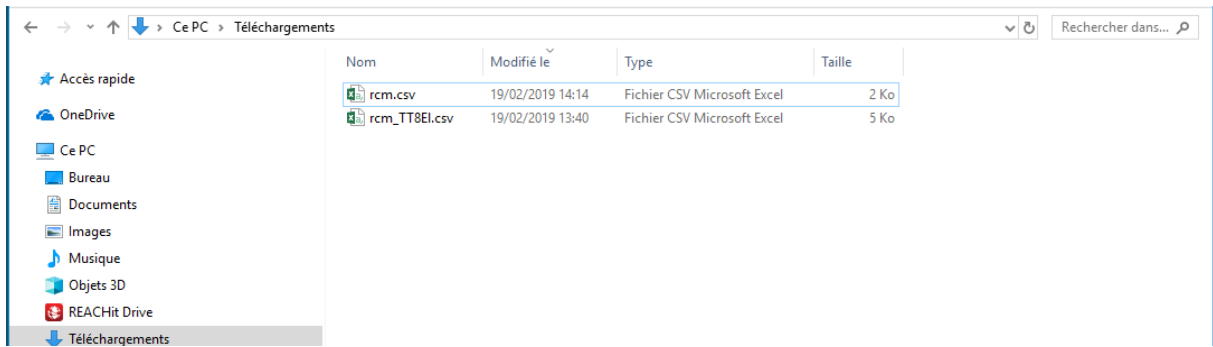 Ce PC > Téléchargements
Rechercher dans...
Nom Modifié le Type Taille
Accès rapide
rcm.csv 19/02/2019 14:14 Fichier CSV Microsoft Excel 2 Ko
OneDrive
rcm_TT8EI.csv 19/02/2019 13:40 Fichier CSV Microsoft Excel 5 Ko
Ce PC
Bureau
Documents
Images
Musique
Objets 3D
REACHit Drive
Téléchargements